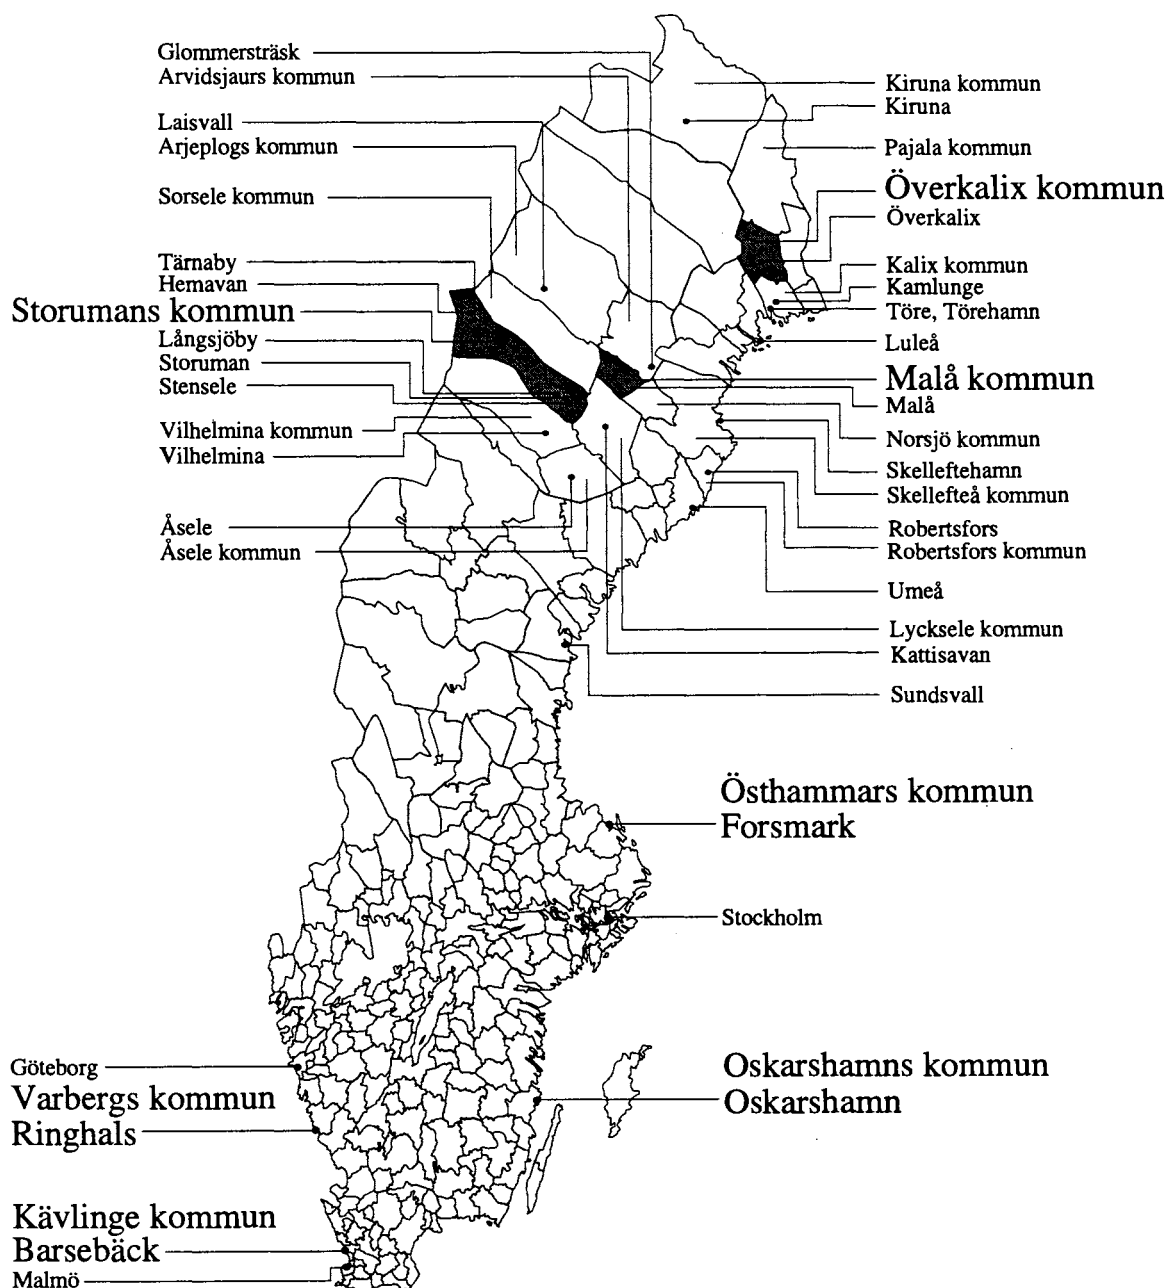 Glommersträsk
Arvidsjaurs kommun
Laisvall
Arjeplogs kommun
Sorsele kommun
Tärnaby
Hemavan
Storumans kommun
Långsjöby
Storuman
Stensele
Vilhelmina kommun
Vilhelmina
Åsele
Åsele kommun
Kiruna kommun
Kiruna
Pajala kommun
Överkalix kommun
Överkalix
Kalix kommun
Kamlunge
Töre, Törehamn
Luleå
Malå kommun
Malå
Norsjö kommun
Skelleftehamn
Skellefteå kommun
Robertsfors
Robertsfors kommun
Umeå
Lycksele kommun
Kattisavan
Sundsvall
Östhammars kommun
Forsmark
Stockholm
Göteborg
Varbergs kommun
Ringhals
Oskarshamns kommun
Oskarshamn
Kävlinge kommun
Barsebäck
Malmö